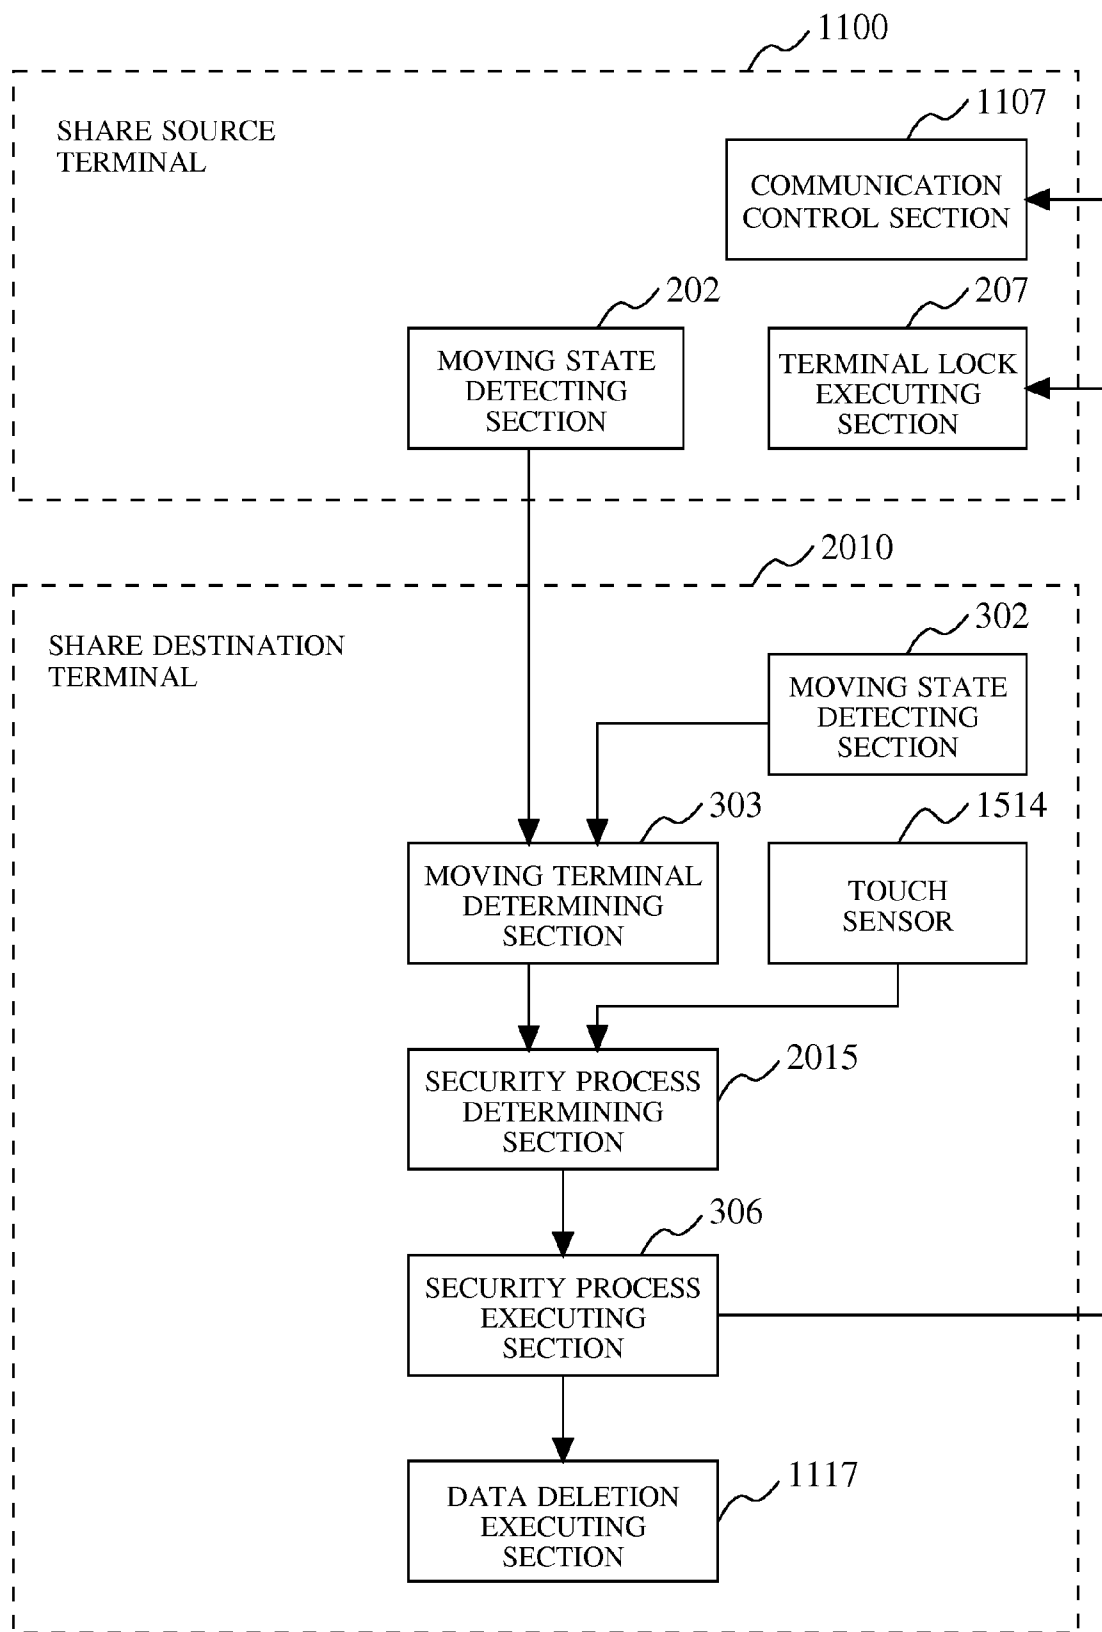 1100
SHARE SOURCE
TERMINAL
1107
COMMUNICATION
CONTROL SECTION
202
MOVING STATE
DETECTING
SECTION
207
TERMINAL LOCK
EXECUTING
SECTION
2010
SHARE DESTINATION
TERMINAL
302
MOVING STATE
DETECTING
SECTION
303
MOVING TERMINAL
DETERMINING
SECTION
1514
TOUCH
SENSOR
2015
SECURITY PROCESS
DETERMINING
SECTION
306
SECURITY PROCESS
EXECUTING
SECTION
1117
DATA DELETION
EXECUTING
SECTION